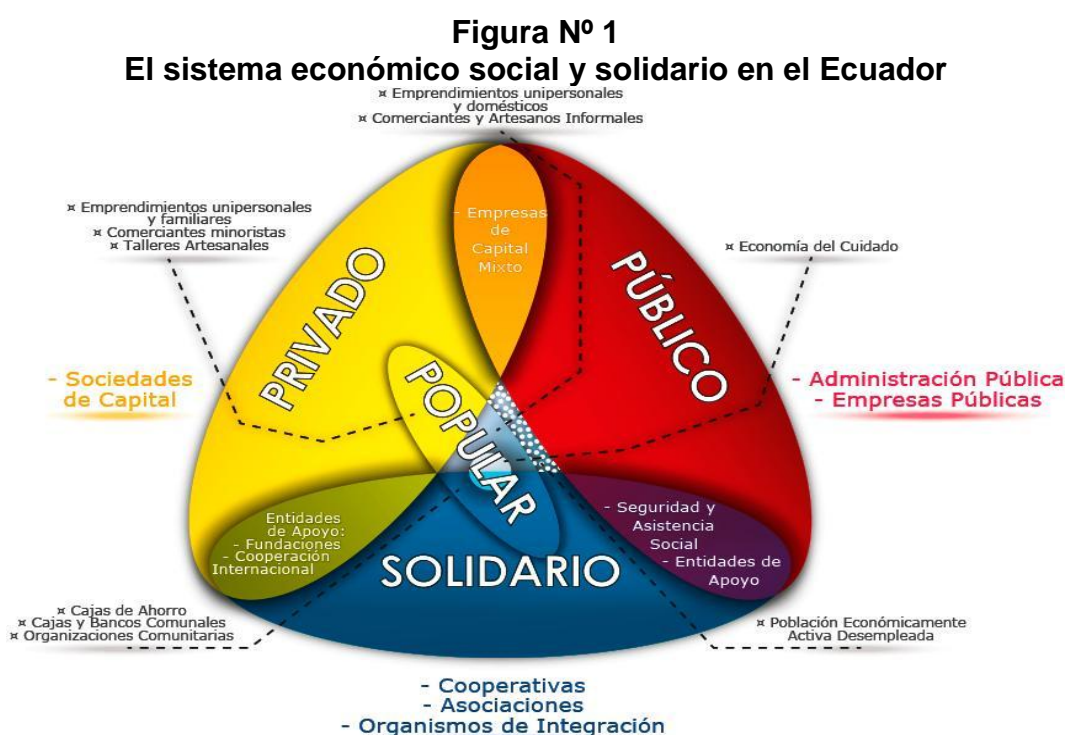 Figura Nº 1
El sistema económico social y solidario en el Ecuador
¤ Emprendimientos unipersonales
y domésticos
¤ Comerciantes y Artesanos Informales
¤ Emprendimientos unipersonales
y familiares
¤ Comerciantes minoristas
¤ Talleres Artesanales
- Empresas
de
Capital
Mixto
¤ Economía del Cuidado
PRIVADO
PÚBLICO
- Sociedades
de Capital
- Administración Pública
- Empresas Públicas
POPULAR
Entidades
de Apoyo:
- Fundaciones
- Cooperación
Internacional
- Seguridad y
Asistencia
Social
- Entidades de
Apoyo
SOLIDARIO
¤ Cajas de Ahorro
¤ Cajas y Bancos Comunales
¤ Organizaciones Comunitarias
¤ Población Económicamente
Activa Desempleada
- Cooperativas
- Asociaciones
- Organismos de Integración